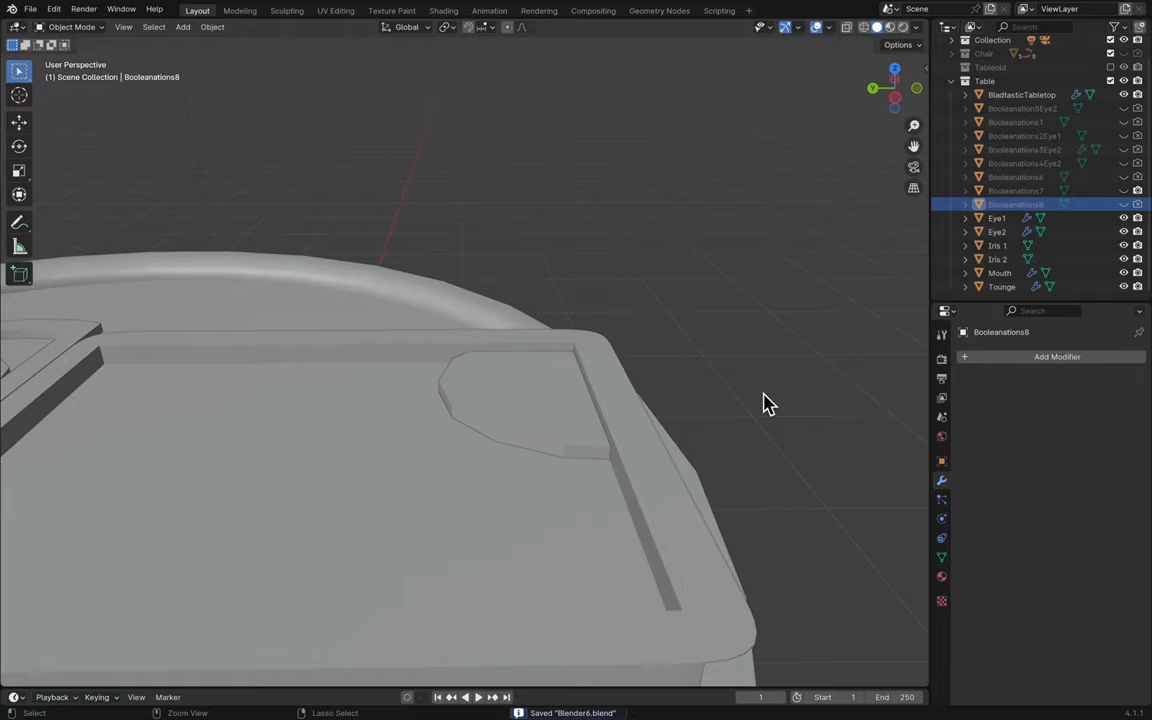 File Edit Render Window Help Layout Modeling Sculpting UV Editing Texture Paint Shading Animation Rendering Compositing Geometry Nodes Scripting + Scene ViewLayer
Object Mode View Select Add Object Global Search
Options
User Perspective
(1) Scene Collection | Booleanations8
Z
Y
Collection
Chair 5 8
Tableold
Table
BladtasticTabletop
Booleanation5Eye2
Booleanations1
Booleanations2Eye1
Booleanations3Eye2
Booleanations4Eye2
Booleanations6
Booleanations7
Booleanations8
Eye1
Eye2
Iris 1
Iris 2
Mouth
Tounge
Search
Booleanations8
+ Add Modifier
Playback Keying View Marker 1 Start 1 End 250
Select Zoom View Lasso Select Saved "Blender6.blend" 4.1.1